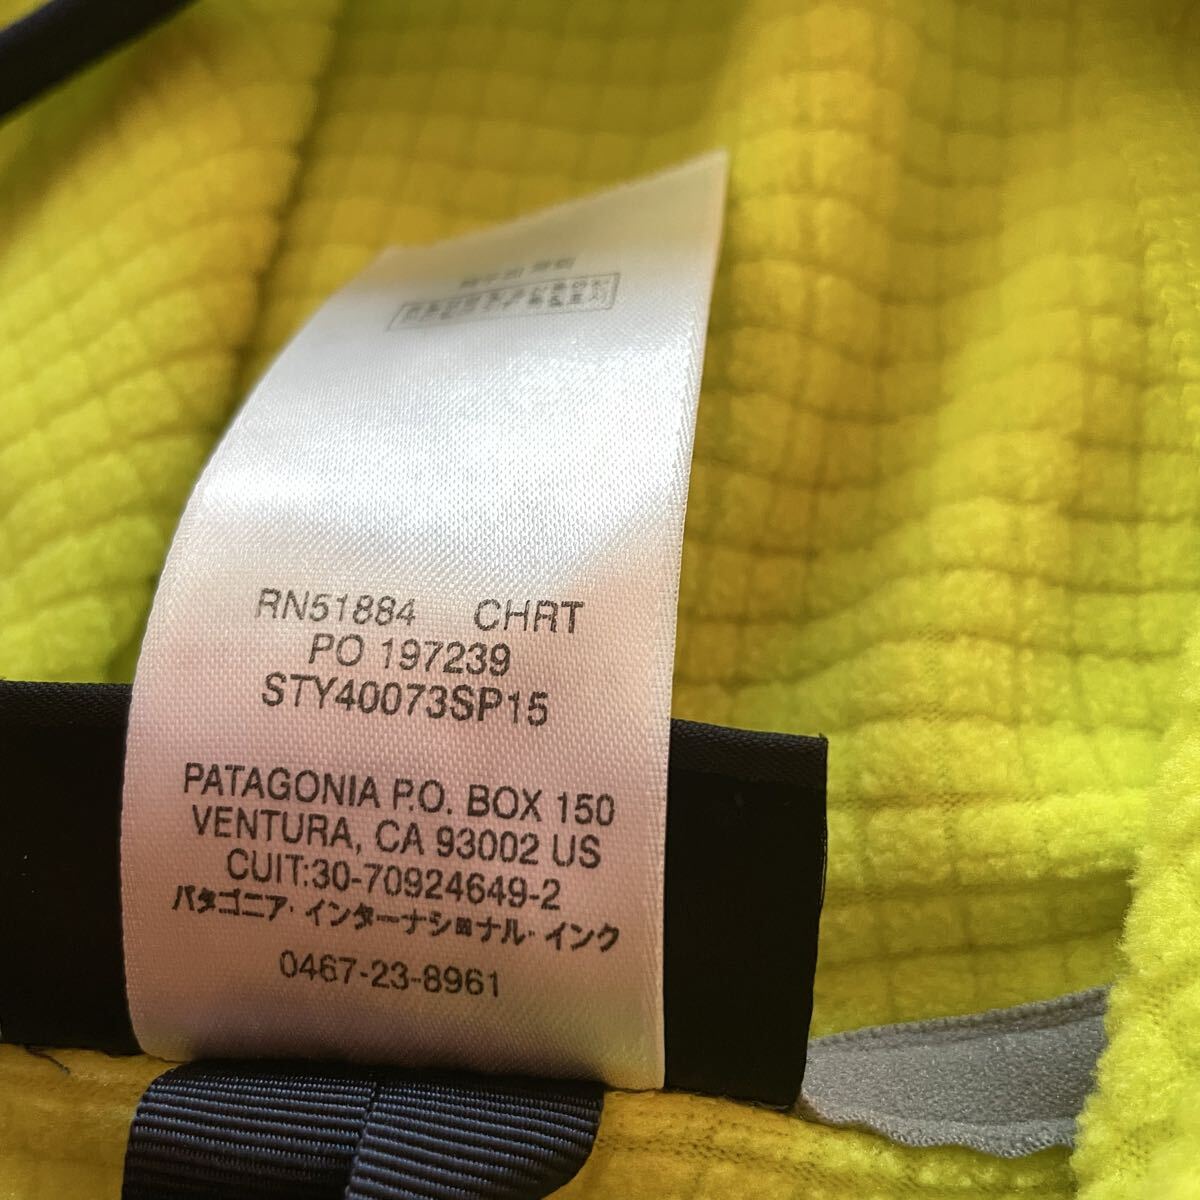 RN51884 CHRT
PO 197239
STY40073SP15
PATAGONIA P.O. BOX 150
VENTURA, CA 93002 US
CUIT:30-70924649-2
パタゴニア・インターナショナル・インク
0467-23-8961